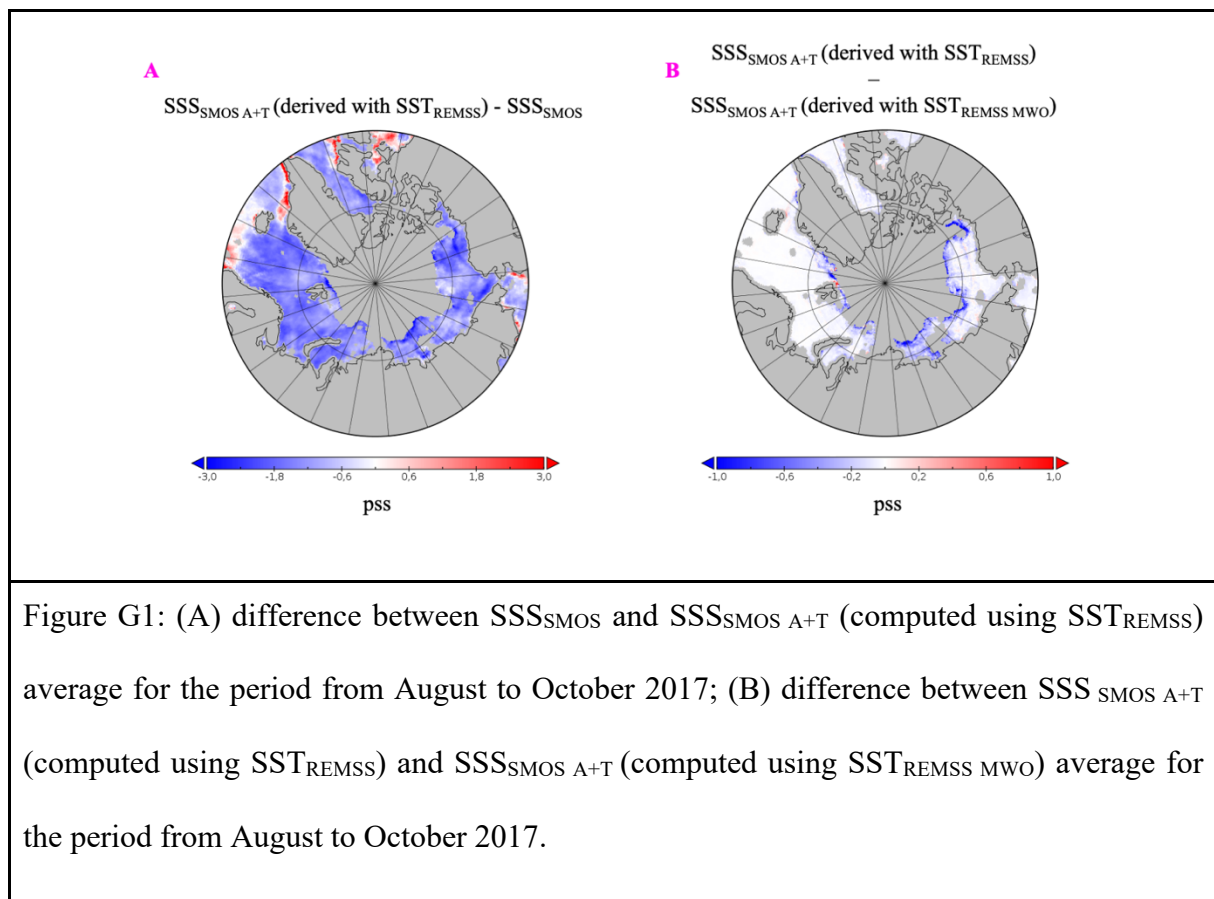 A
SSSSMOS A+T (derived with SSTREMSS) - SSSSMOS
-3,0 -1,8 -0,6 0,6 1,8 3,0
pss
B
SSSSMOS A+T (derived with SSTREMSS)
–
SSSSMOS A+T (derived with SSTREMSS MWO)
-1,0 -0,6 -0,2 0,2 0,6 1,0
pss
Figure G1: (A) difference between SSSSMOS and SSSSMOS A+T (computed using SSTREMSS)
average for the period from August to October 2017; (B) difference between SSS SMOS A+T
(computed using SSTREMSS) and SSSSMOS A+T (computed using SSTREMSS MWO) average for
the period from August to October 2017.